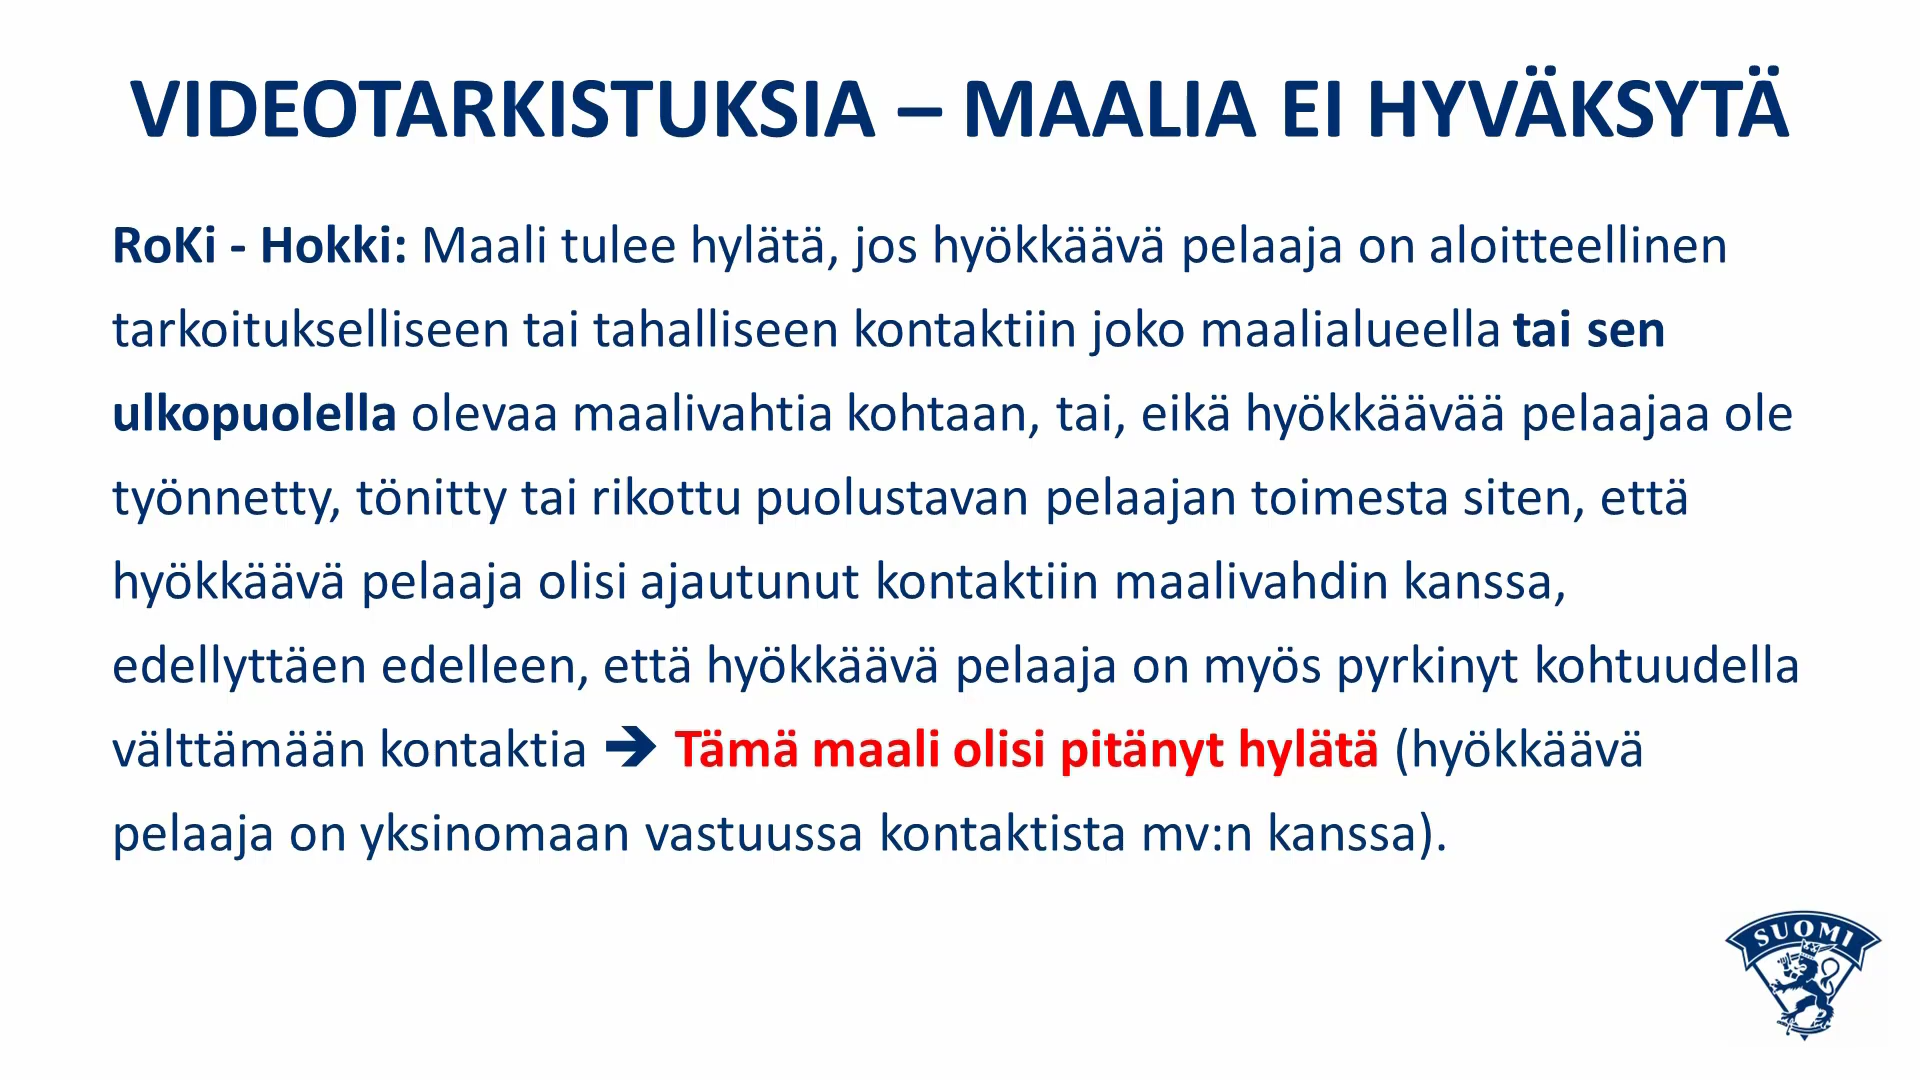 VIDEOTARKISTUKSIA – MAALIA EI HYVÄKSYTÄ
RoKi - Hokki: Maali tulee hylätä, jos hyökkäävä pelaaja on aloitteellinen
tarkoitukselliseen tai tahalliseen kontaktiin joko maalialueella tai sen
ulkopuolella olevaa maalivahtia kohtaan, tai, eikä hyökkäävää pelaajaa ole
työnnetty, tönitty tai rikottu puolustavan pelaajan toimesta siten, että
hyökkäävä pelaaja olisi ajautunut kontaktiin maalivahdin kanssa,
edellyttäen edelleen, että hyökkäävä pelaaja on myös pyrkinyt kohtuudella
välttämään kontaktia ➔ Tämä maali olisi pitänyt hylätä (hyökkäävä
pelaaja on yksinomaan vastuussa kontaktista mv:n kanssa).
SUOMI